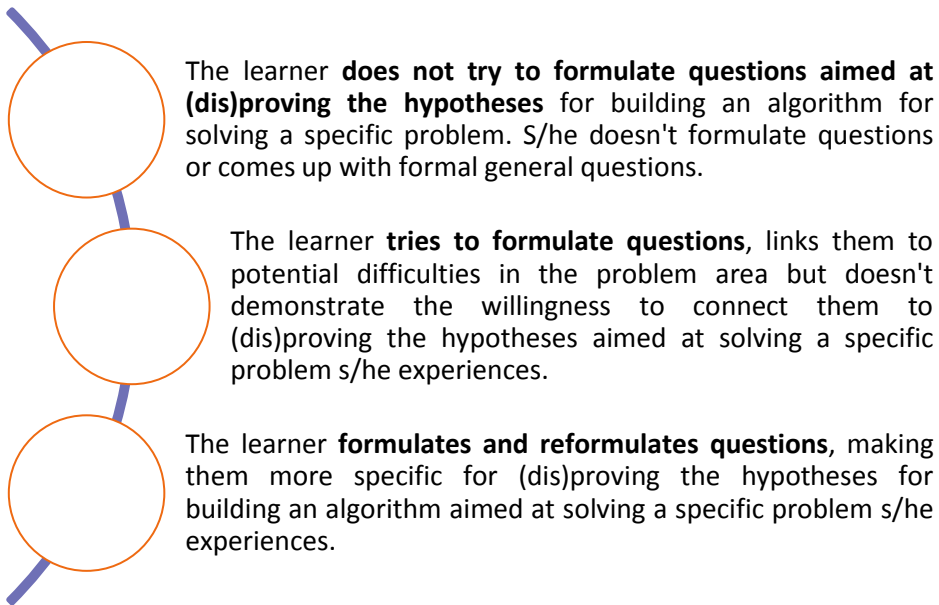 The learner does not try to formulate questions aimed at
(dis)proving the hypotheses for building an algorithm for
solving a specific problem. S/he doesn't formulate questions
or comes up with formal general questions.
The learner tries to formulate questions, links them to
potential difficulties in the problem area but doesn't
demonstrate the willingness to connect them to
(dis)proving the hypotheses aimed at solving a specific
problem s/he experiences.
The learner formulates and reformulates questions, making
them more specific for (dis)proving the hypotheses for
building an algorithm aimed at solving a specific problem s/he
experiences.